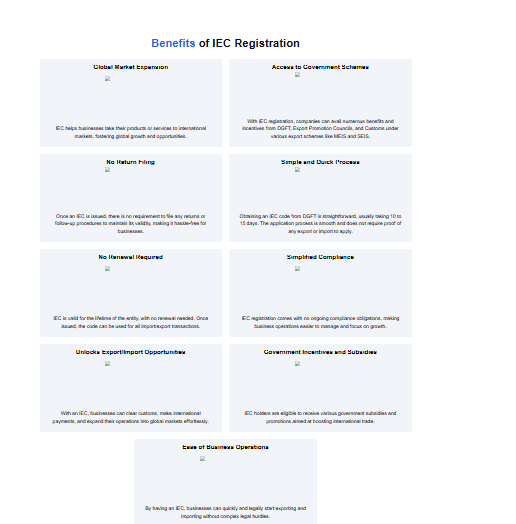 Benefits of IEC Registration
Global Market Expansion
IEC helps businesses take their products or services to international
markets, fostering global growth and opportunities.
Access to Government Schemes
With IEC registration, companies can avail numerous benefits and
incentives from DGFT, Export Promotion Councils, and Customs under
various export schemes like MEIS and SEIS.
No Return Filing
Once an IEC is issued, there is no requirement to file any returns or
follow-up procedures to maintain its validity, making it hassle-free for
businesses.
Simple and Quick Process
Obtaining an IEC code from DGFT is straightforward, usually taking 10 to
15 days. The application process is smooth and does not require proof of
any export or import to apply.
No Renewal Required
IEC is valid for the lifetime of the entity, with no renewal needed. Once
issued, the code can be used for all import/export transactions.
Simplified Compliance
IEC registration comes with no ongoing compliance obligations, making
business operations easier to manage and focus on growth.
Unlocks Export/Import Opportunities
With an IEC, businesses can clear customs, make international
payments, and expand their operations into global markets effortlessly.
Government Incentives and Subsidies
IEC holders are eligible to receive various government subsidies and
promotions aimed at boosting international trade.
Ease of Business Operations
By having an IEC, businesses can quickly and legally start exporting and
importing without complex legal hurdles.